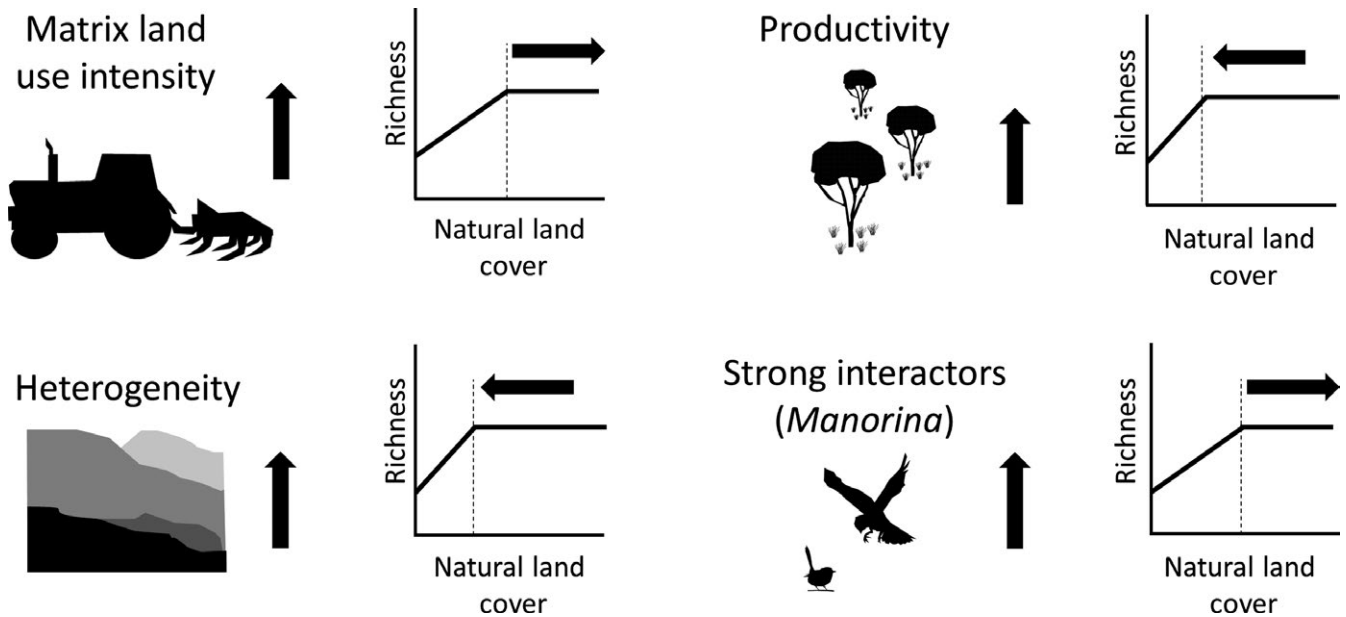 Matrix land
use intensity
Richness
Natural land
cover
Productivity
Richness
Natural land
cover
Heterogeneity
Richness
Natural land
cover
Strong interactors
(Manorina)
Richness
Natural land
cover